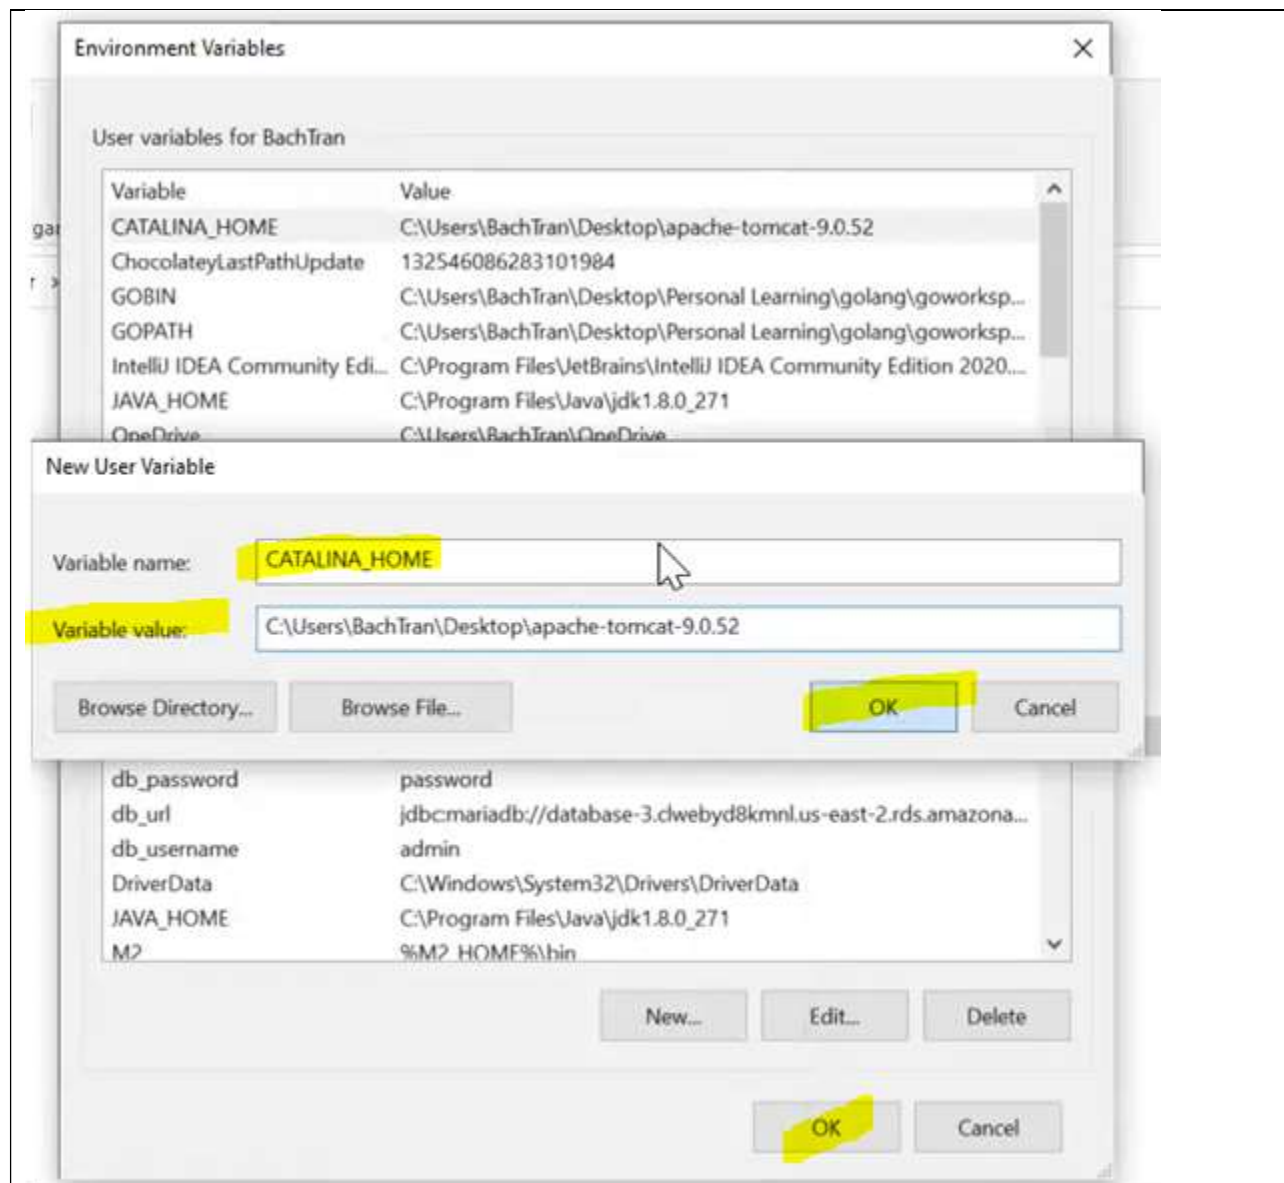 Environment Variables
User variables for BachTran
Variable Value
CATALINA_HOME C:\Users\BachTran\Desktop\apache-tomcat-9.0.52
gar
ChocolateyLastPathUpdate 132546086283101984
r >
GOBIN C:\Users\BachTran\Desktop\Personal Learning\golang\goworksp...
GOPATH C:\Users\BachTran\Desktop\Personal Learning\golang\goworksp...
IntelliJ IDEA Community Edi... C:\Program Files\JetBrains\IntelliJ IDEA Community Edition 2020....
JAVA_HOME C:\Program Files\Java\jdk1.8.0_271
OneDrive C:\Users\BachTran\OneDrive
New User Variable
Variable name: CATALINA_HOME
Variable value: C:\Users\BachTran\Desktop\apache-tomcat-9.0.52
Browse Directory... Browse File... OK Cancel
db_password password
db_url jdbc:mariadb://database-3.clwebyd8kmnl.us-east-2.rds.amazona...
db_username admin
DriverData C:\Windows\System32\Drivers\DriverData
JAVA_HOME C:\Program Files\Java\jdk1.8.0_271
M2 %M2_HOME%\bin
New... Edit... Delete
OK Cancel